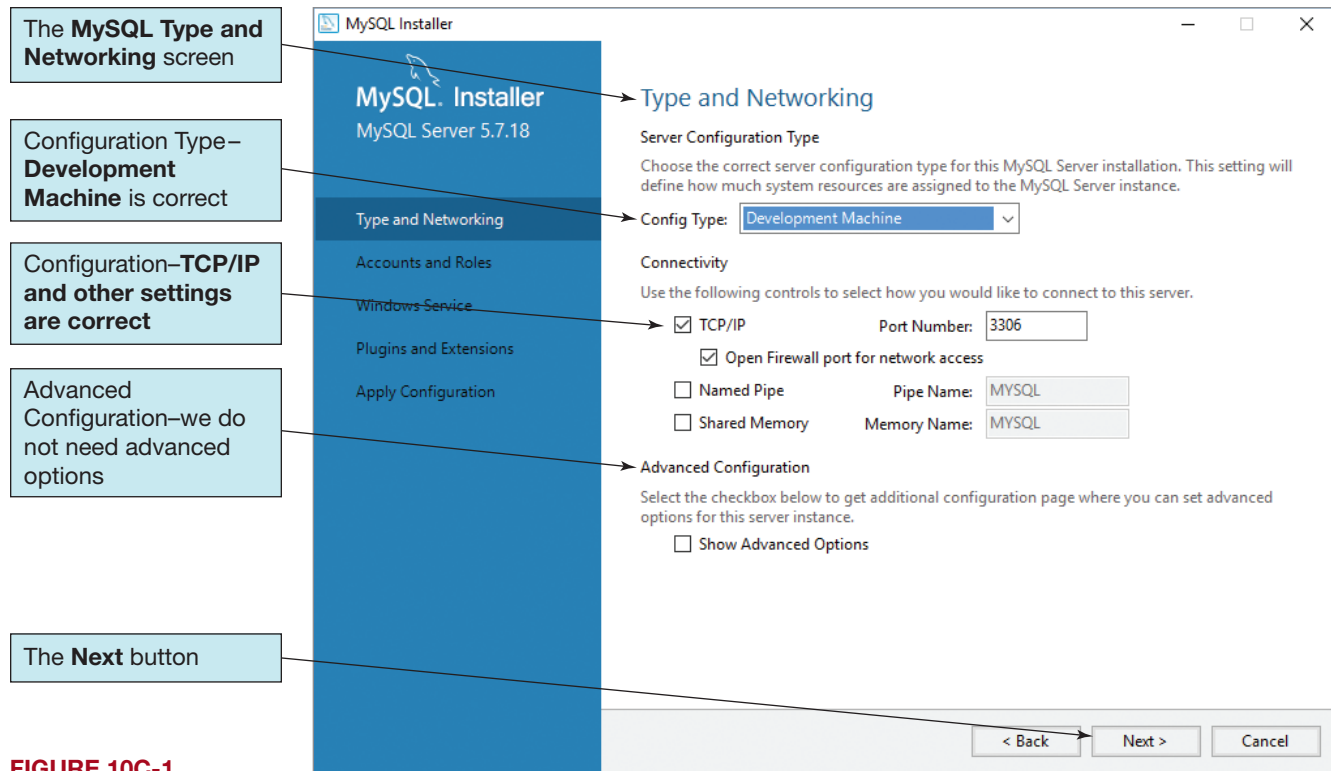 The MySQL Type and
Networking screen
Configuration Type–
Development
Machine is correct
Configuration–TCP/IP
and other settings
are correct
Advanced
Configuration–we do
not need advanced
options
The Next button
MySQL Installer
MySQL. Installer
MySQL Server 5.7.18
Type and Networking
Accounts and Roles
Windows Service
Plugins and Extensions
Apply Configuration
Type and Networking
Server Configuration Type
Choose the correct server configuration type for this MySQL Server installation. This setting will
define how much system resources are assigned to the MySQL Server instance.
Config Type: Development Machine
Connectivity
Use the following controls to select how you would like to connect to this server.
TCP/IP Port Number: 3306
Open Firewall port for network access
Named Pipe Pipe Name: MYSQL
Shared Memory Memory Name: MYSQL
Advanced Configuration
Select the checkbox below to get additional configuration page where you can set advanced
options for this server instance.
Show Advanced Options
< Back Next > Cancel
FIGURE 10C-1